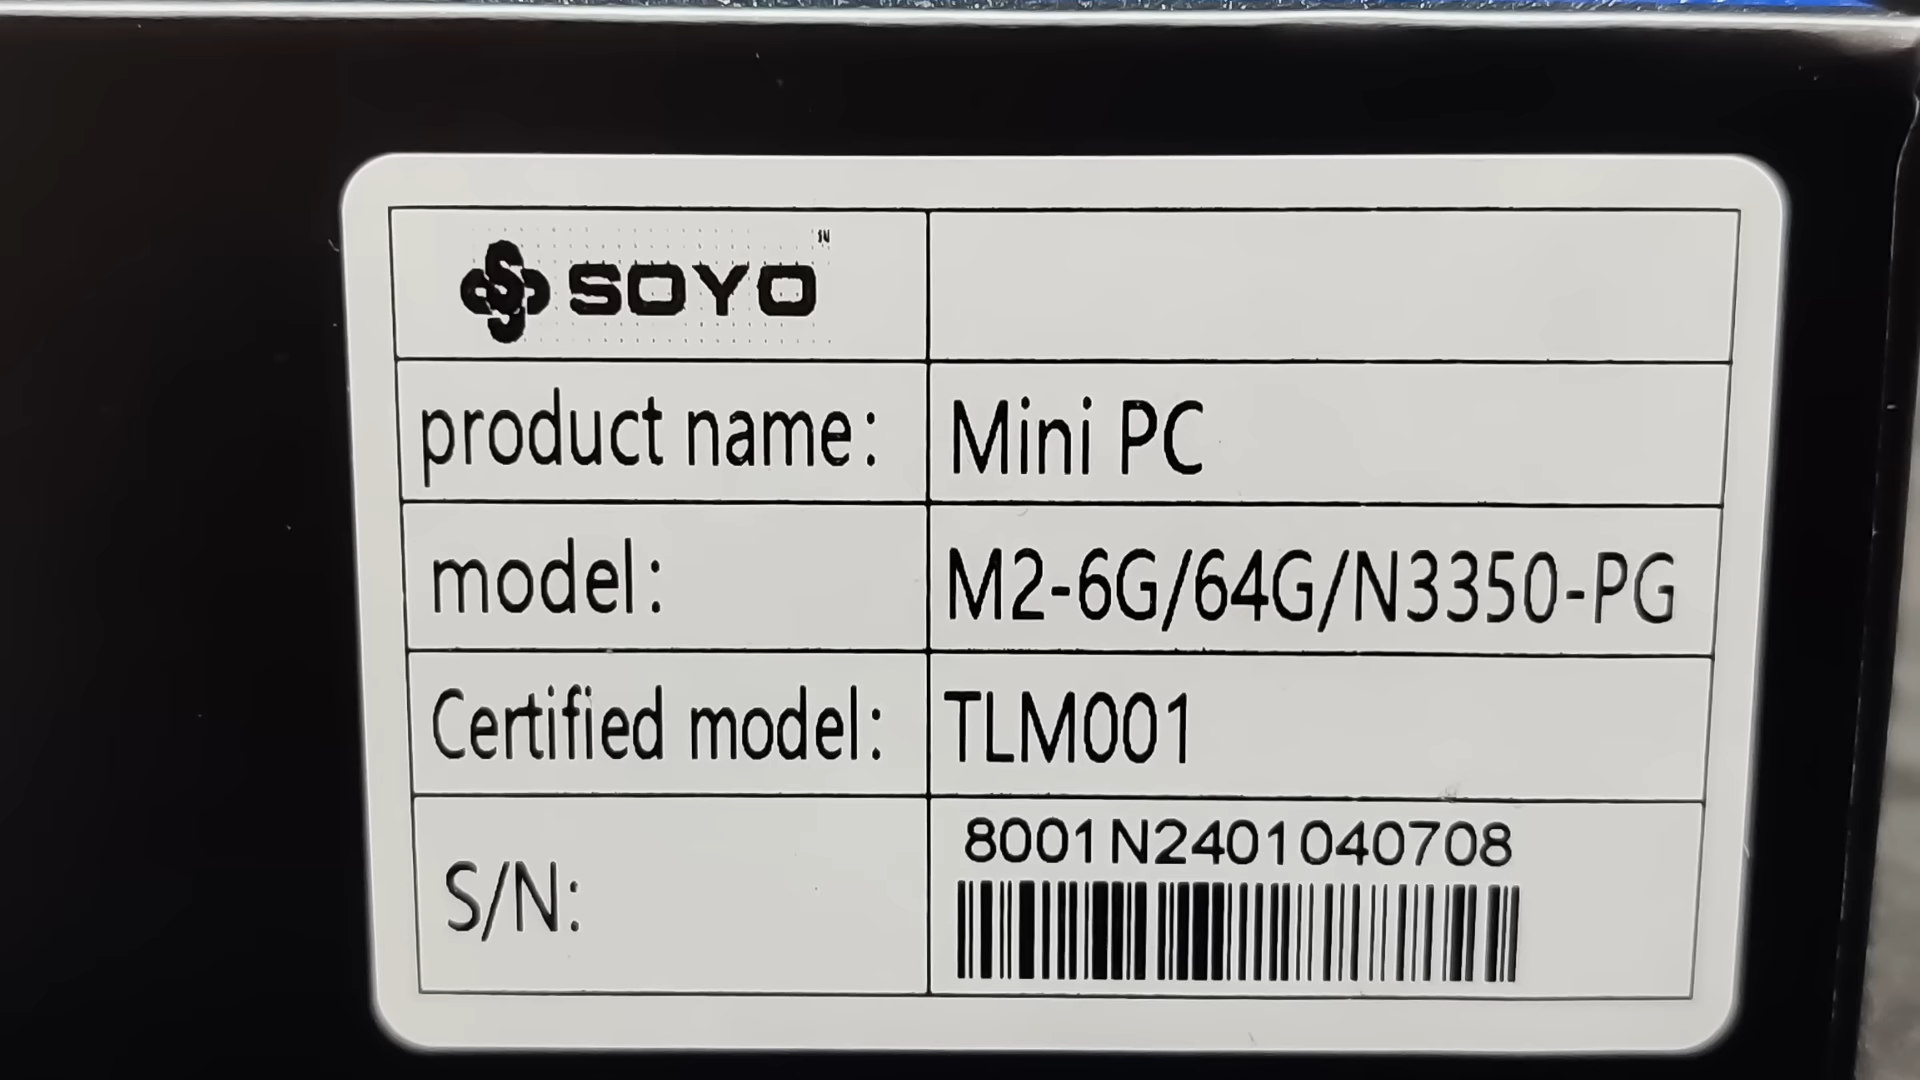 SOYO
product name: Mini PC
model: M2-6G/64G/N3350-PG
Certified model: TLM001
8001N2401040708
S/N: